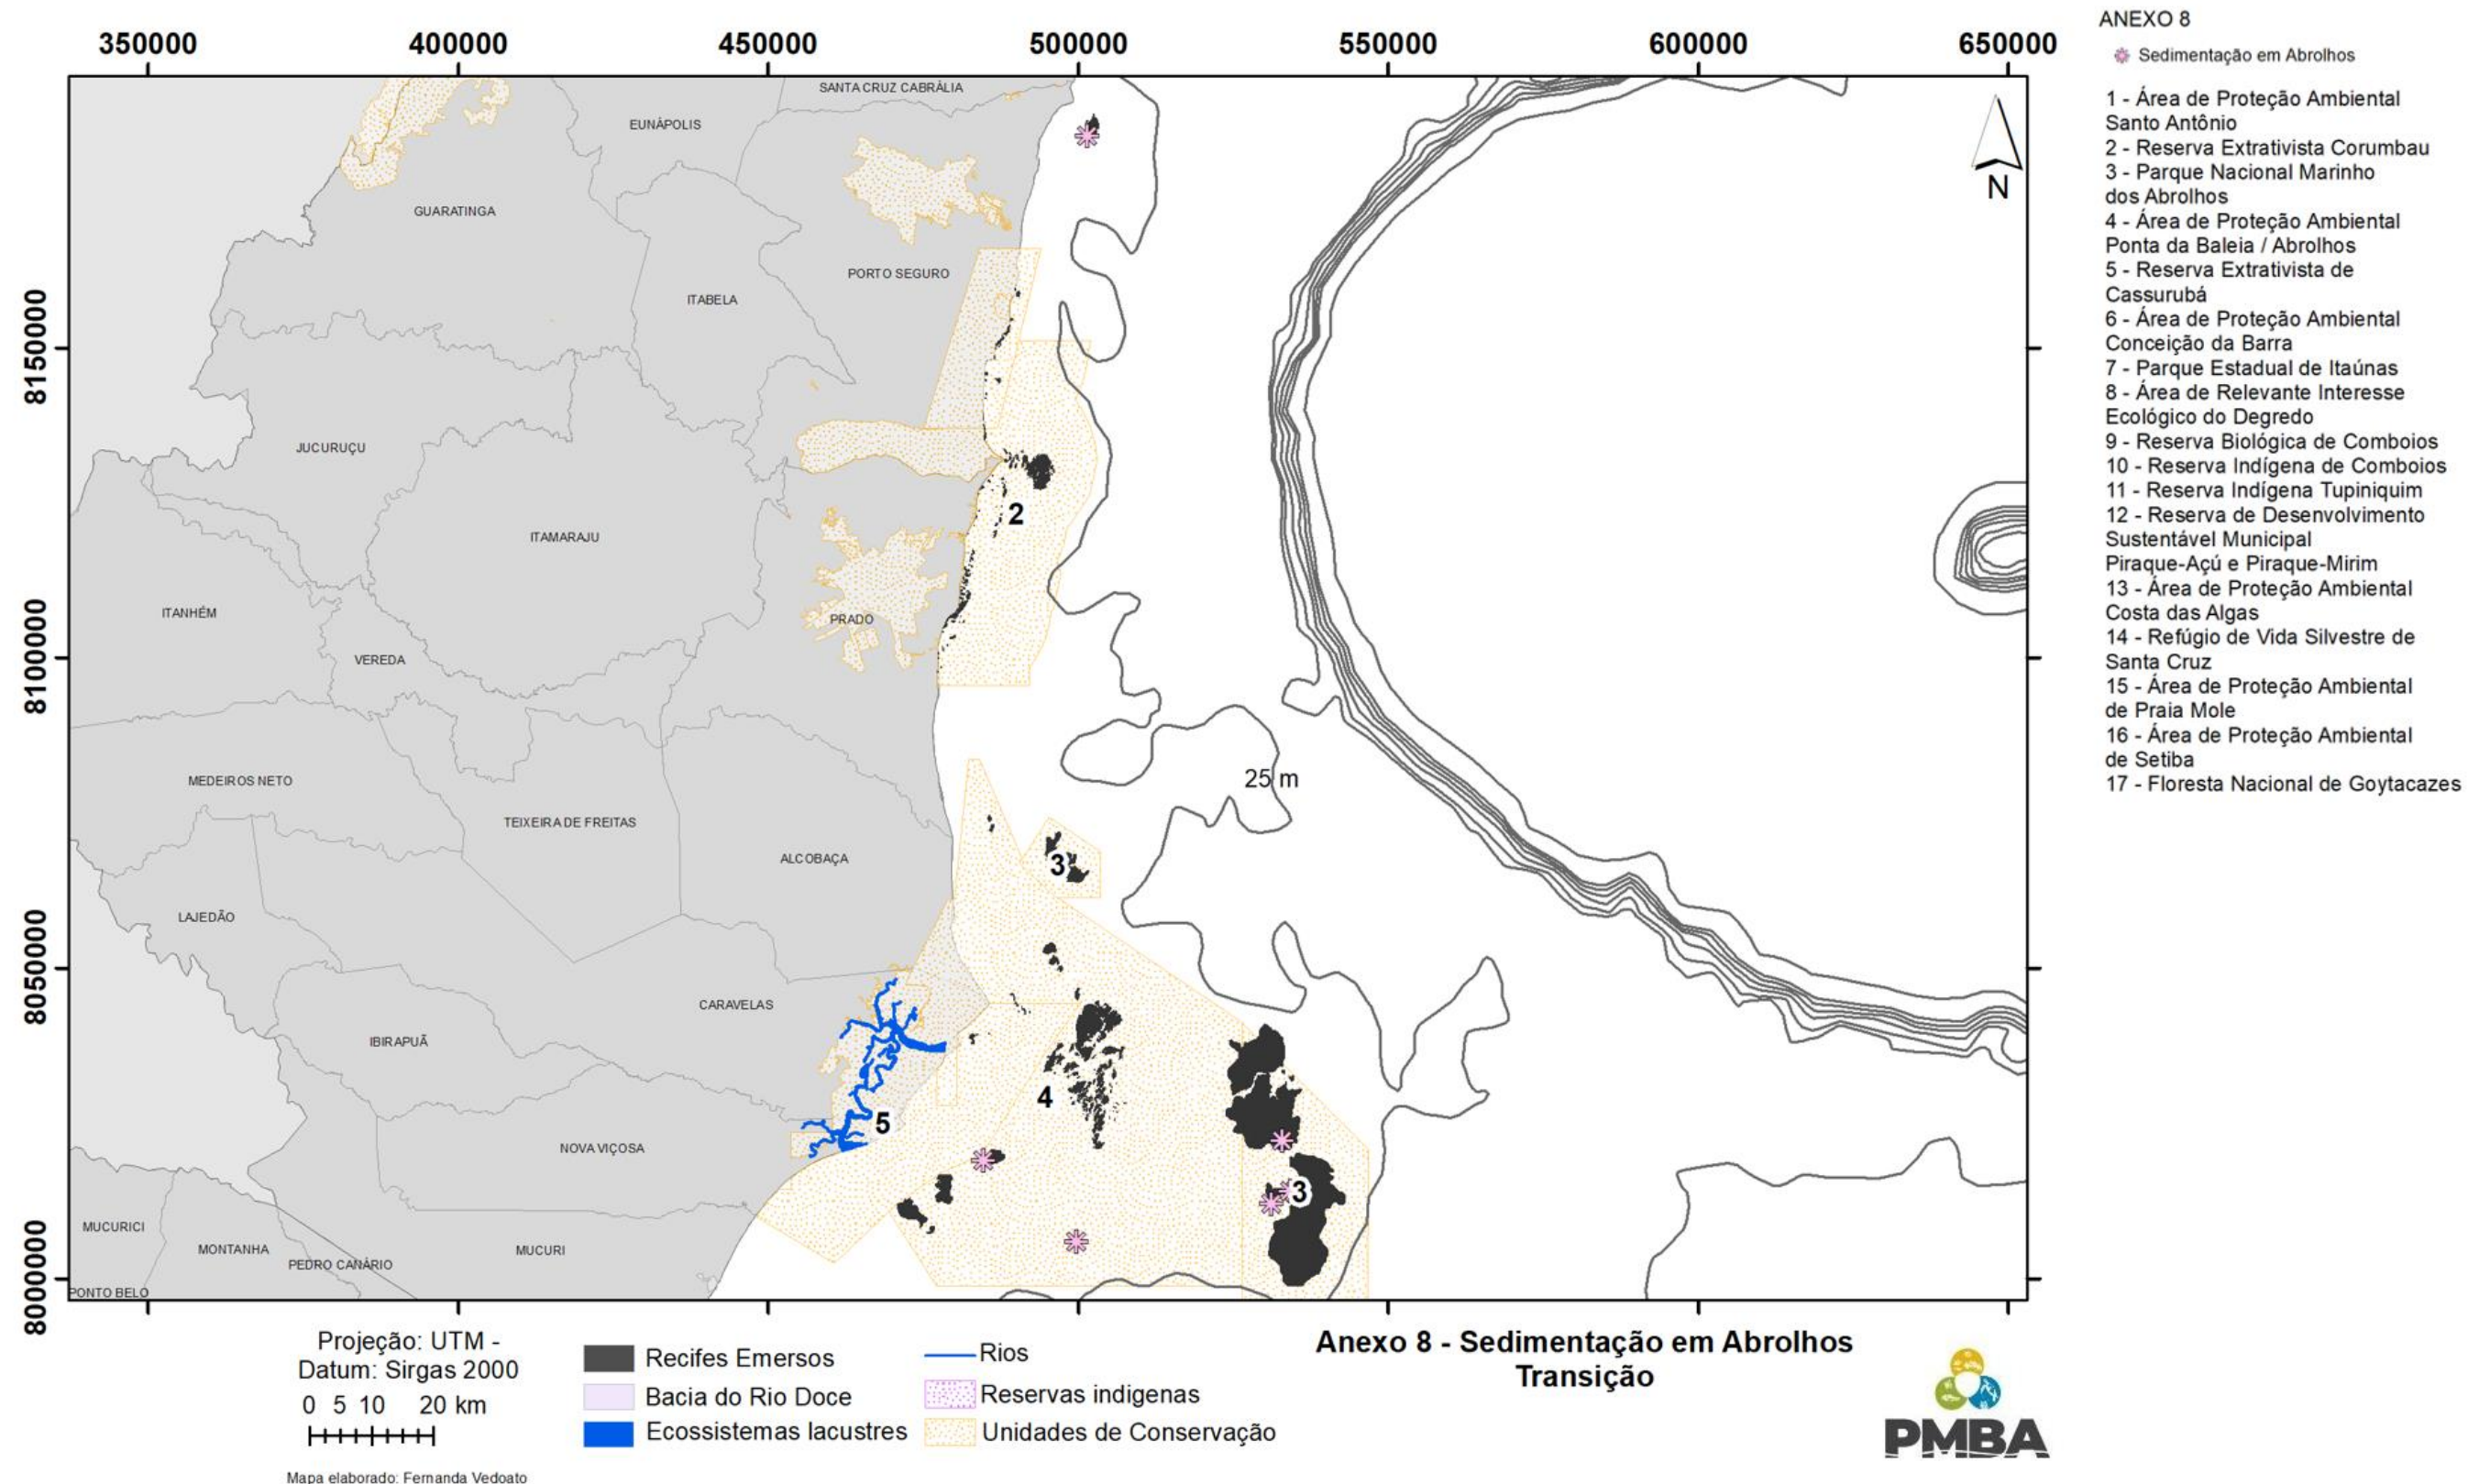 350000 400000 450000 500000 550000 600000 650000
8150000
8100000
8050000
8000000
SANTA CRUZ CABRÁLIA
EUNÁPOLIS
GUARATINGA
PORTO SEGURO
ITABELA
JUCURUÇU
ITAMARAJU
ITANHÉM
PRADO
VEREDA
MEDEIROS NETO
TEIXEIRA DE FREITAS
ALCOBAÇA
LAJEDÃO
CARAVELAS
IBIRAPUÃ
NOVA VIÇOSA
MUCURICI
MONTANHA
PEDRO CANÁRIO
MUCURI
PONTO BELO
2
3
4
5
3
25 m
N
ANEXO 8
Sedimentação em Abrolhos
1 - Área de Proteção Ambiental
Santo Antônio
2 - Reserva Extrativista Corumbau
3 - Parque Nacional Marinho
dos Abrolhos
4 - Área de Proteção Ambiental
Ponta da Baleia / Abrolhos
5 - Reserva Extrativista de
Cassurubá
6 - Área de Proteção Ambiental
Conceição da Barra
7 - Parque Estadual de Itaúnas
8 - Área de Relevante Interesse
Ecológico do Degredo
9 - Reserva Biológica de Comboios
10 - Reserva Indígena de Comboios
11 - Reserva Indígena Tupiniquim
12 - Reserva de Desenvolvimento
Sustentável Municipal
Piraque-Açú e Piraque-Mirim
13 - Área de Proteção Ambiental
Costa das Algas
14 - Refúgio de Vida Silvestre de
Santa Cruz
15 - Área de Proteção Ambiental
de Praia Mole
16 - Área de Proteção Ambiental
de Setiba
17 - Floresta Nacional de Goytacazes
Projeção: UTM -
Datum: Sirgas 2000
0 5 10 20 km
Mapa elaborado: Fernanda Vedoato
Recifes Emersos
Bacia do Rio Doce
Ecossistemas lacustres
Rios
Reservas indigenas
Unidades de Conservação
Anexo 8 - Sedimentação em Abrolhos
Transição
PMBA